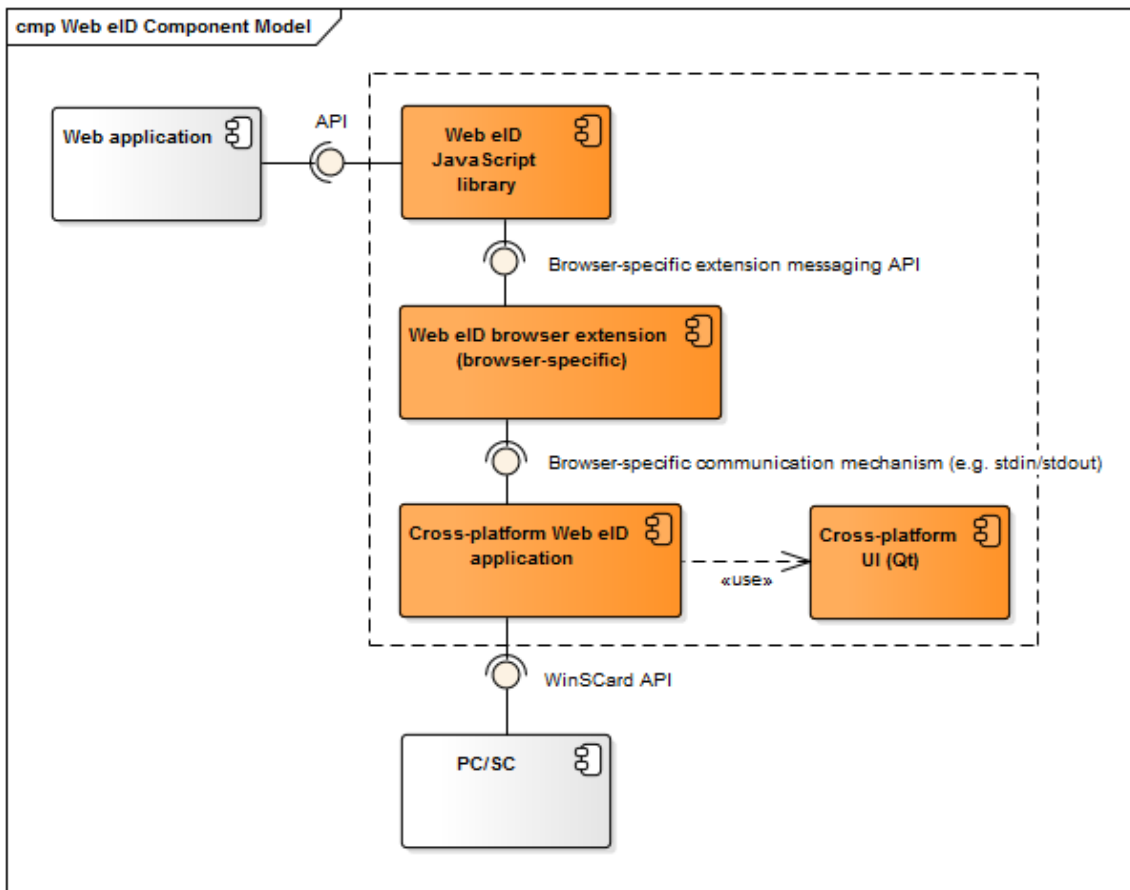 cmp Web eID Component Model
Web application
API
Web eID
JavaScript
library
Browser-specific extension messaging API
Web eID browser extension
(browser-specific)
Browser-specific communication mechanism (e.g. stdin/stdout)
Cross-platform Web eID
application
«use»
Cross-platform
UI (Qt)
WinSCard API
PC/SC